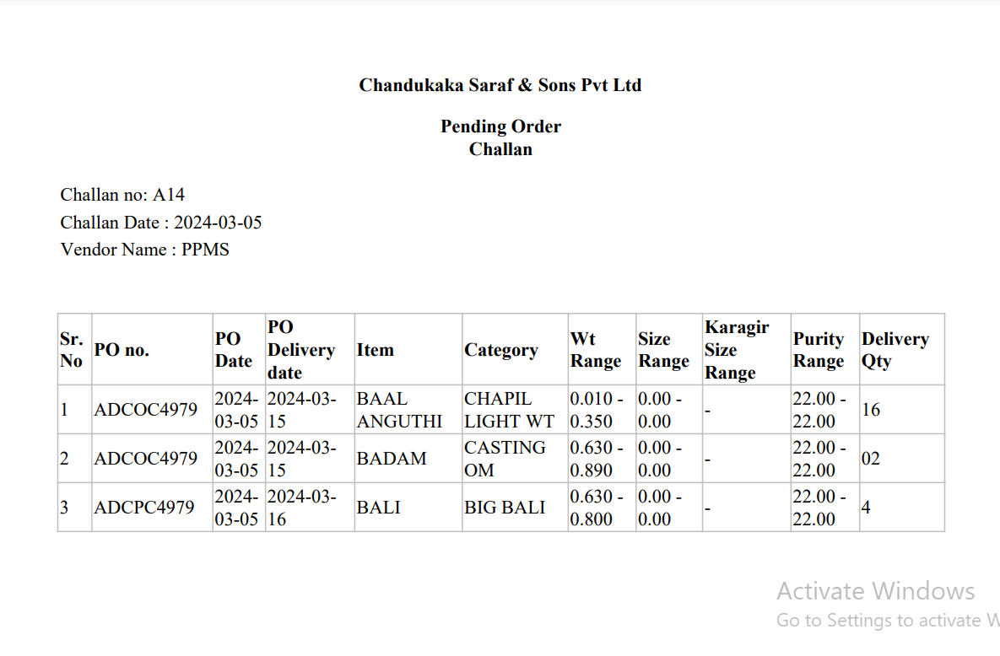 Chandukaka Saraf & Sons Pvt Ltd
Pending Order
Challan
Challan no: A14
Challan Date : 2024-03-05
Vendor Name : PPMS
Sr. No PO no. PO Date PO Delivery date Item Category Wt Range Size Range Karagir Size Range Purity Range Delivery Qty
1 ADCOC4979 2024-03-05 2024-03-15 BAAL ANGUTHI CHAPIL LIGHT WT 0.010 - 0.350 0.00 - 0.00 - 22.00 - 22.00 16
2 ADCOC4979 2024-03-05 2024-03-15 BADAM CASTING OM 0.630 - 0.890 0.00 - 0.00 - 22.00 - 22.00 02
3 ADCPC4979 2024-03-05 2024-03-16 BALI BIG BALI 0.630 - 0.800 0.00 - 0.00 - 22.00 - 22.00 4
Activate Windows
Go to Settings to activate W